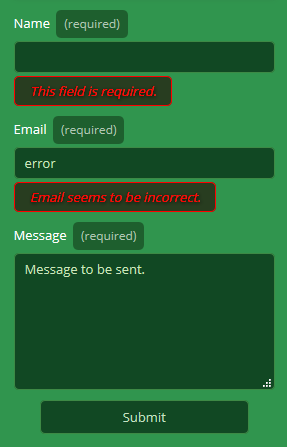 Name (required)
This field is required.
Email (required)
error
Email seems to be incorrect.
Message (required)
Message to be sent.
Submit